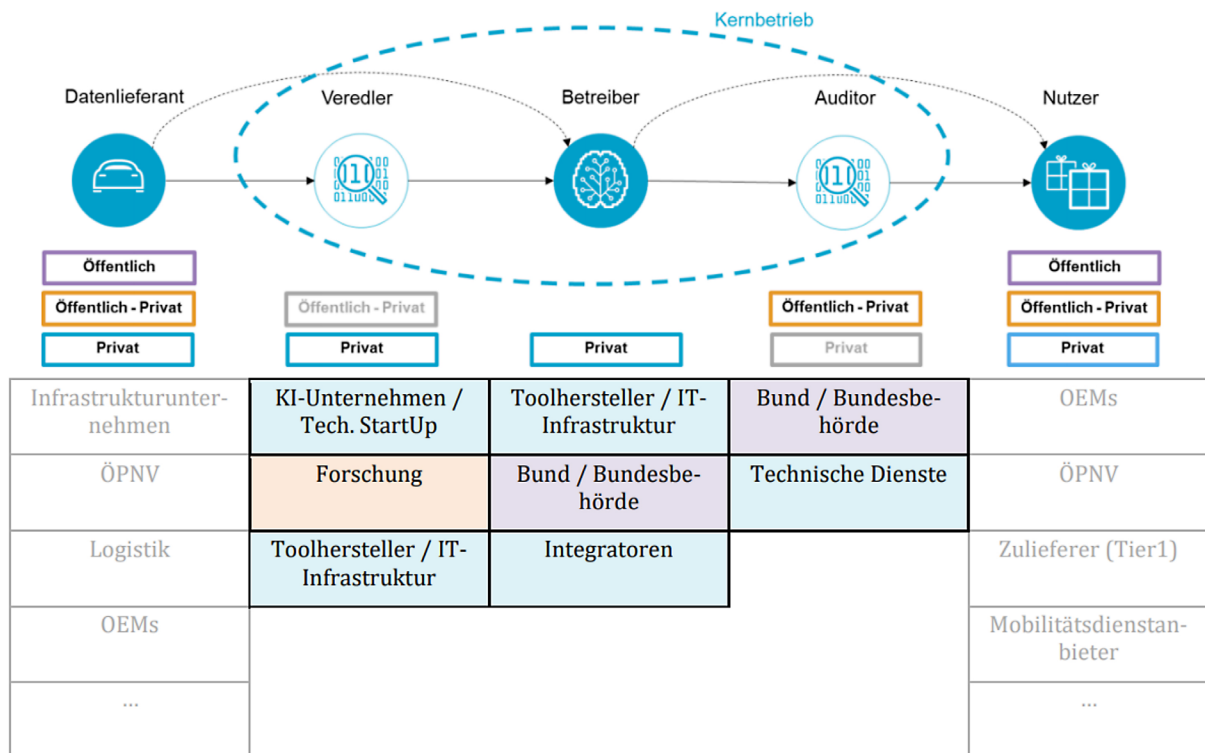 Kernbetrieb
Datenlieferant
Veredler
Betreiber
Auditor
Nutzer
Öffentlich
Öffentlich
Öffentlich - Privat
Öffentlich - Privat
Öffentlich - Privat
Öffentlich - Privat
Privat
Privat
Privat
Privat
Privat
Infrastrukturunter-
nehmen
KI-Unternehmen /
Tech. StartUp
Toolhersteller / IT-
Infrastruktur
Bund / Bundesbe-
hörde
OEMs
ÖPNV
Forschung
Bund / Bundesbe-
hörde
Technische Dienste
ÖPNV
Logistik
Toolhersteller / IT-
Infrastruktur
Integratoren
Zulieferer (Tier1)
OEMs
Mobilitätsdienstan-
bieter
...
...